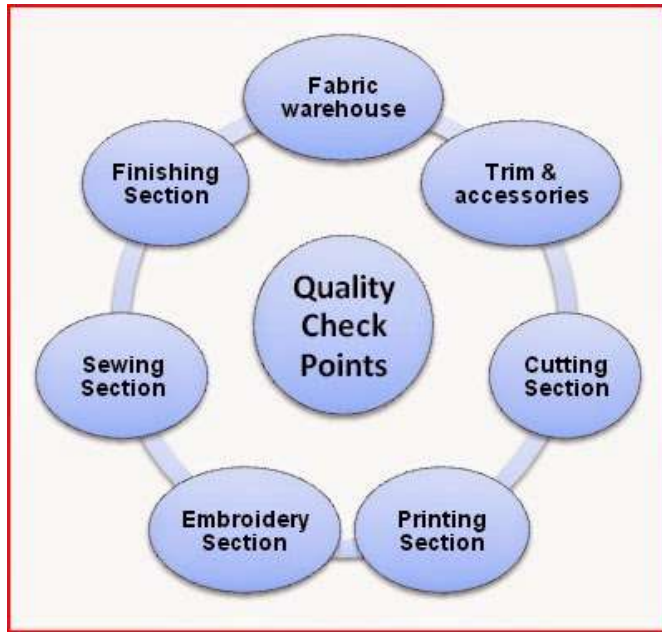 Fabric
warehouse
Trim &
accessories
Cutting
Section
Printing
Section
Embroidery
Section
Sewing
Section
Finishing
Section
Quality
Check
Points